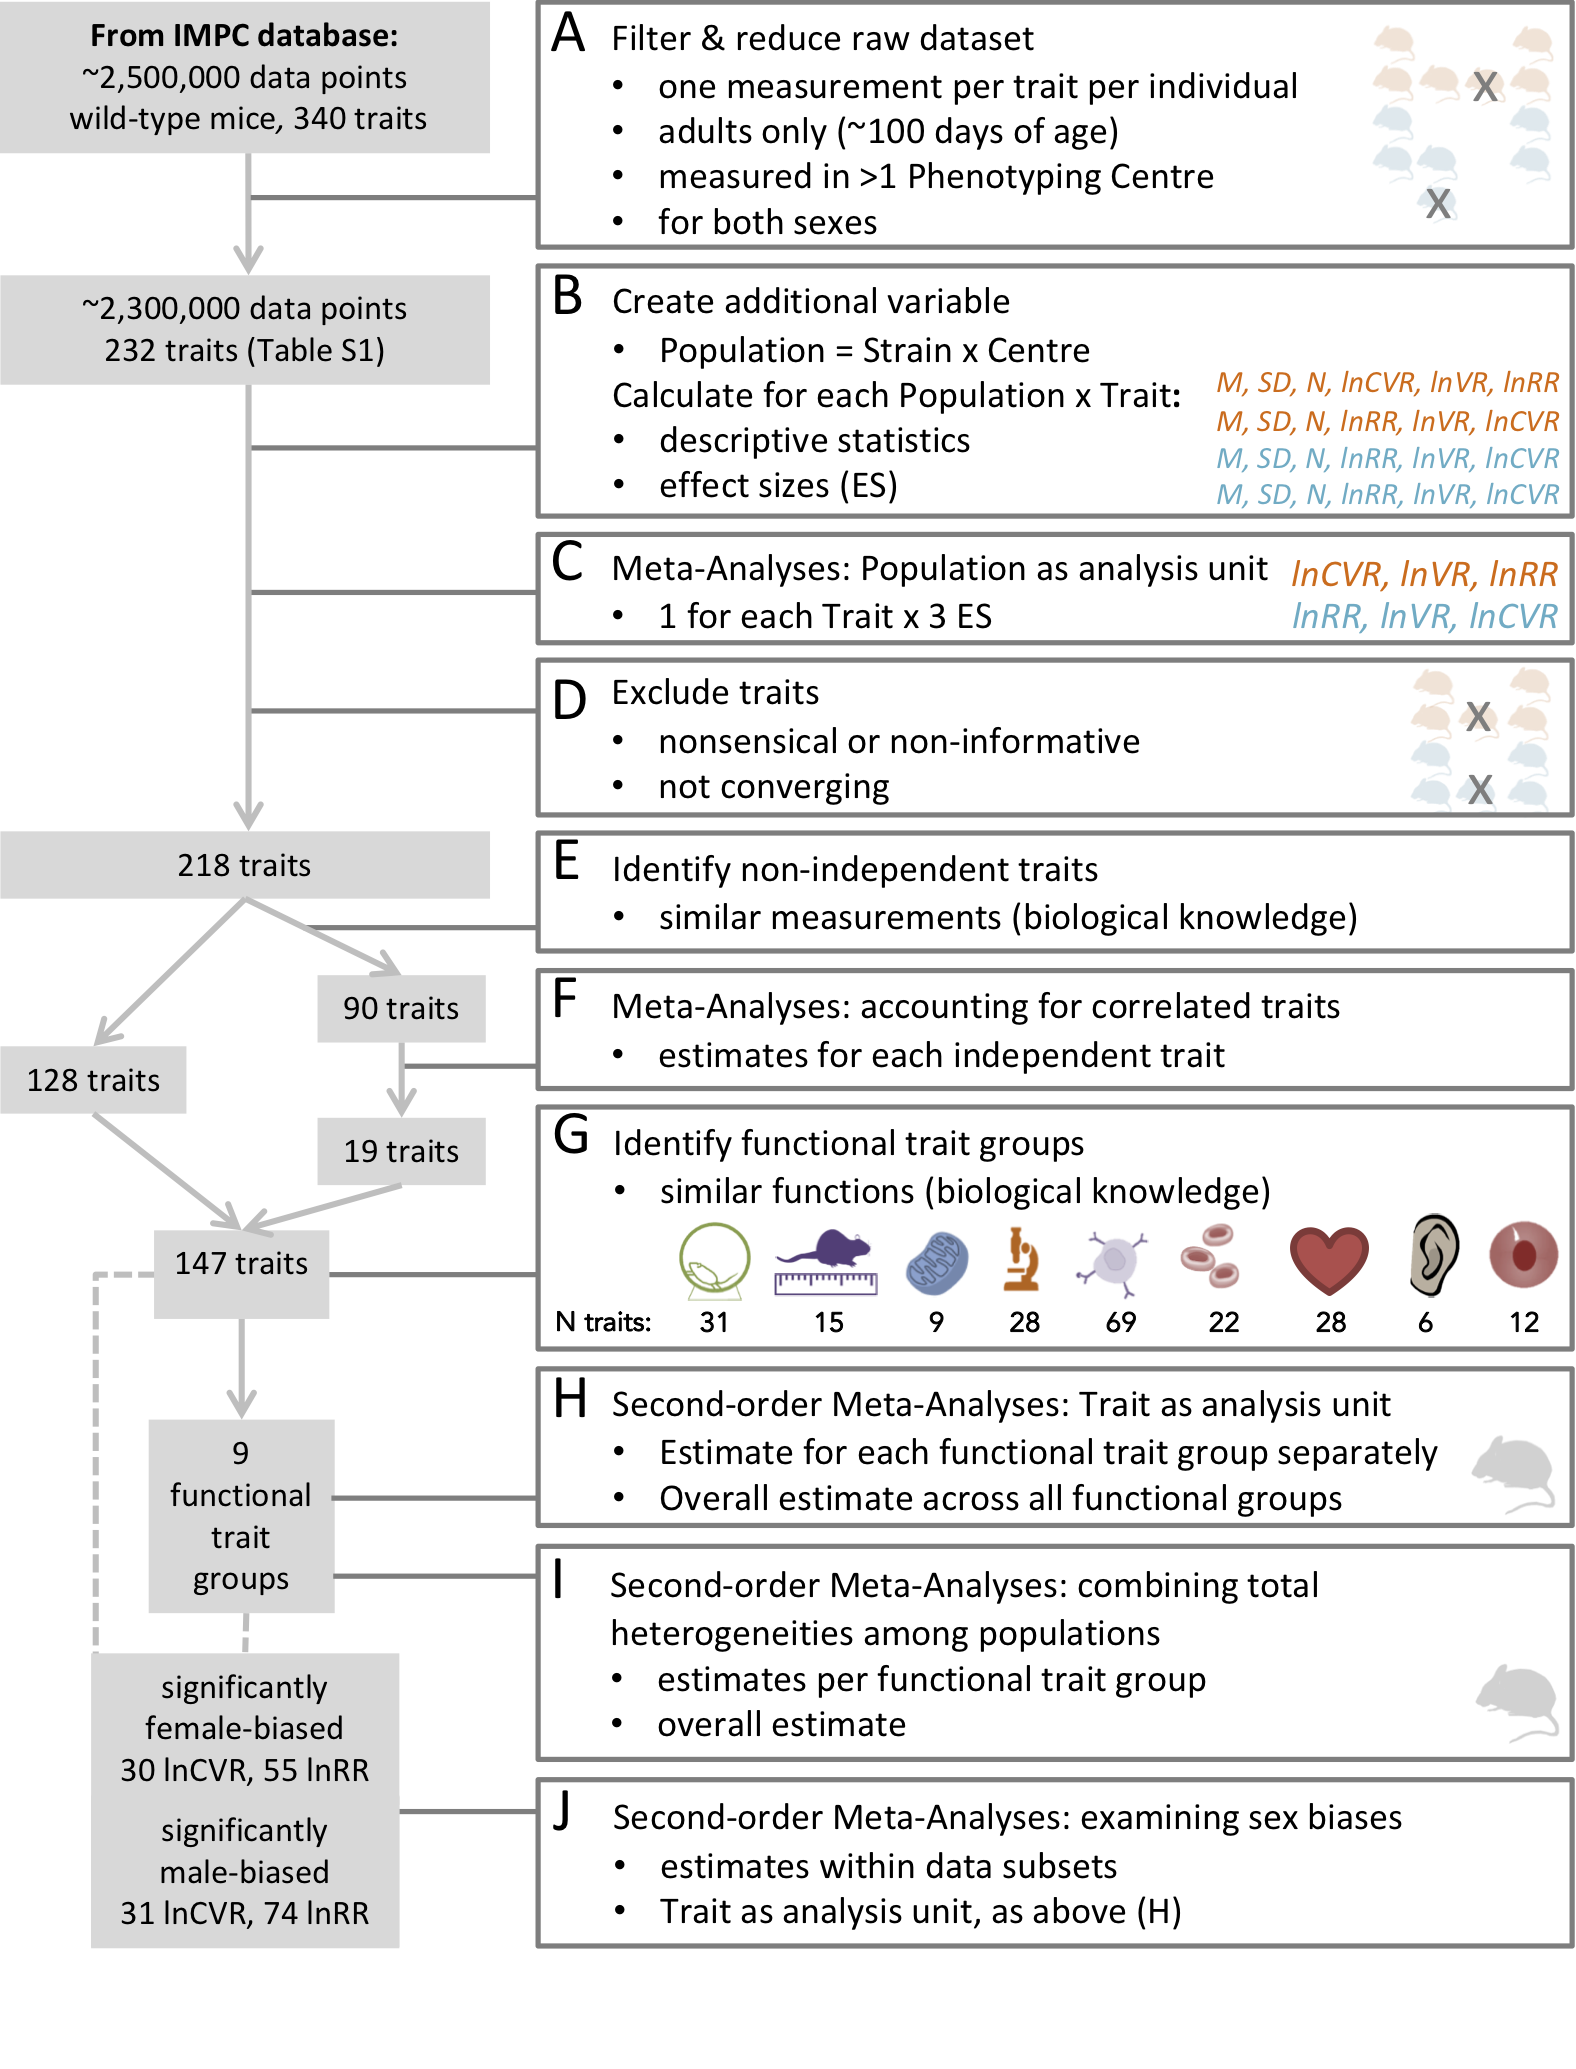 From IMPC database:
~2,500,000 data points
wild-type mice, 340 traits
A Filter & reduce raw dataset
• one measurement per trait per individual
• adults only (~100 days of age)
• measured in >1 Phenotyping Centre
• for both sexes
X
X
~2,300,000 data points
232 traits (Table S1)
B Create additional variable
• Population = Strain x Centre
Calculate for each Population x Trait:
• descriptive statistics
• effect sizes (ES)
M, SD, N, lnCVR, lnVR, lnRR
M, SD, N, lnRR, lnVR, lnCVR
M, SD, N, lnRR, lnVR, lnCVR
M, SD, N, lnRR, lnVR, lnCVR
C Meta-Analyses: Population as analysis unit
• 1 for each Trait x 3 ES
lnCVR, lnVR, lnRR
lnRR, lnVR, lnCVR
D Exclude traits
• nonsensical or non-informative
• not converging
X
X
218 traits
E Identify non-independent traits
• similar measurements (biological knowledge)
90 traits
128 traits
F Meta-Analyses: accounting for correlated traits
• estimates for each independent trait
19 traits
147 traits
G Identify functional trait groups
• similar functions (biological knowledge)
N traits: 31 15 9 28 69 22 28 6 12
9
functional
trait
groups
H Second-order Meta-Analyses: Trait as analysis unit
• Estimate for each functional trait group separately
• Overall estimate across all functional groups
I Second-order Meta-Analyses: combining total
heterogeneities among populations
• estimates per functional trait group
• overall estimate
significantly
female-biased
30 lnCVR, 55 lnRR
significantly
male-biased
31 lnCVR, 74 lnRR
J Second-order Meta-Analyses: examining sex biases
• estimates within data subsets
• Trait as analysis unit, as above (H)